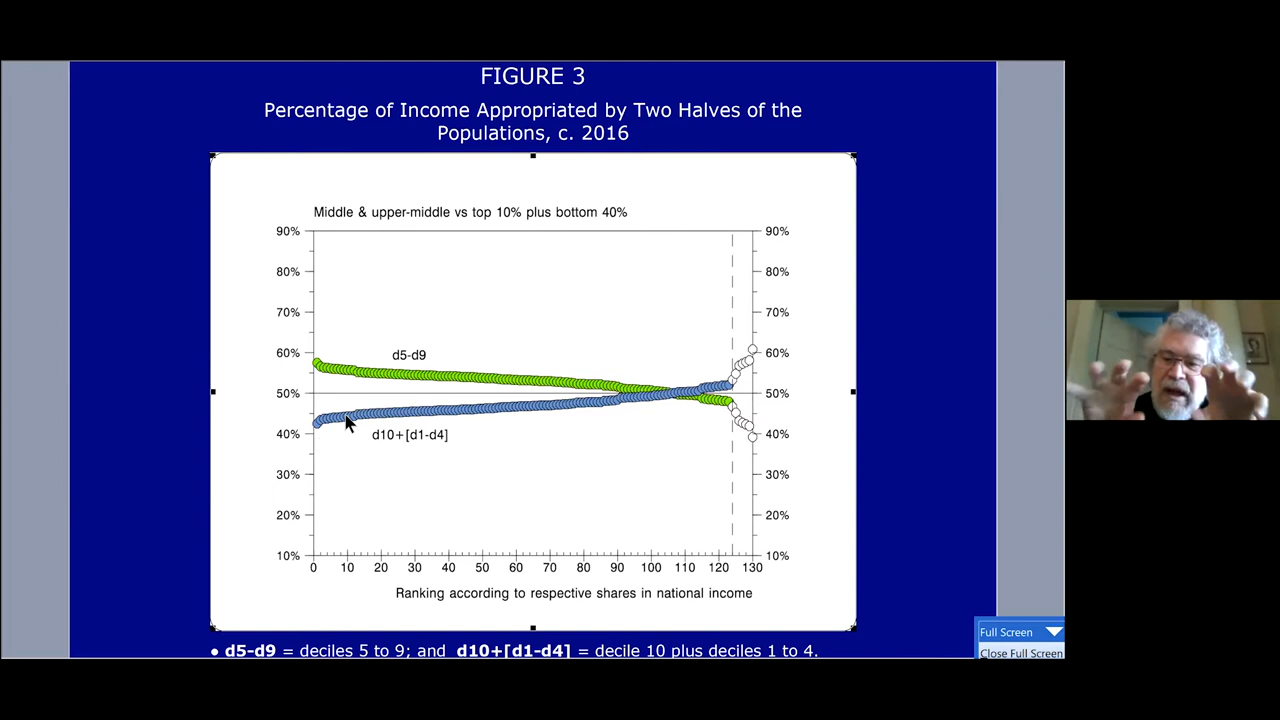 FIGURE 3
Percentage of Income Appropriated by Two Halves of the
Populations, c. 2016
Middle & upper-middle vs top 10% plus bottom 40%
90% 90%
80% 80%
70% 70%
60% 60%
50% 50%
40% 40%
30% 30%
20% 20%
10% 10%
d5-d9
d10+[d1-d4]
0 10 20 30 40 50 60 70 80 90 100 110 120 130
Ranking according to respective shares in national income
• d5-d9 = deciles 5 to 9; and d10+[d1-d4] = decile 10 plus deciles 1 to 4.
Full Screen
Close Full Screen